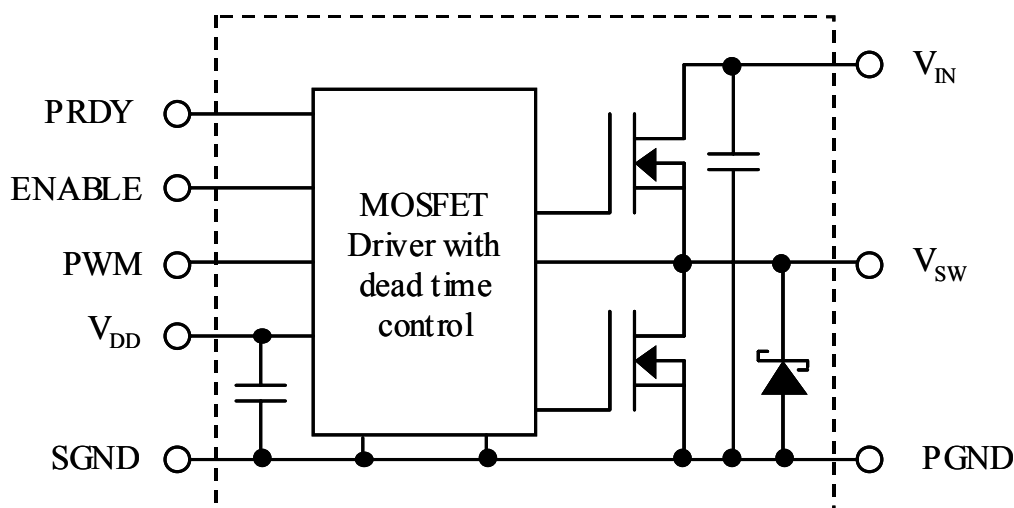 PRDY
ENABLE
PWM
VDD
SGND
MOSFET
Driver with
dead time
control
VIN
VSW
PGND